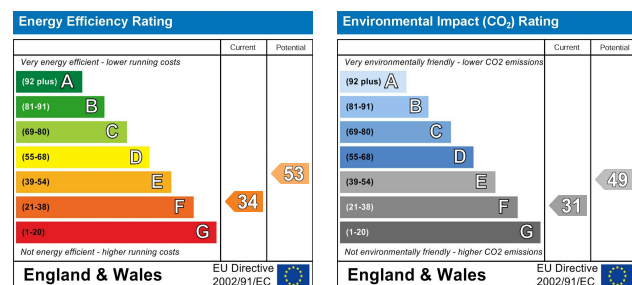 Energy Efficiency Rating
Current Potential
Very energy efficient - lower running costs
(92 plus) A
(81-91) B
(69-80) C
(55-68) D
(39-54) E
(21-38) F
(1-20) G
53
34
Not energy efficient - higher running costs
England & Wales
EU Directive
2002/91/EC
Environmental Impact (CO₂) Rating
Current Potential
Very environmentally friendly - lower CO2 emissions
(92 plus) A
(81-91) B
(69-80) C
(55-68) D
(39-54) E
(21-38) F
(1-20) G
49
31
Not environmentally friendly - higher CO2 emissions
England & Wales
EU Directive
2002/91/EC